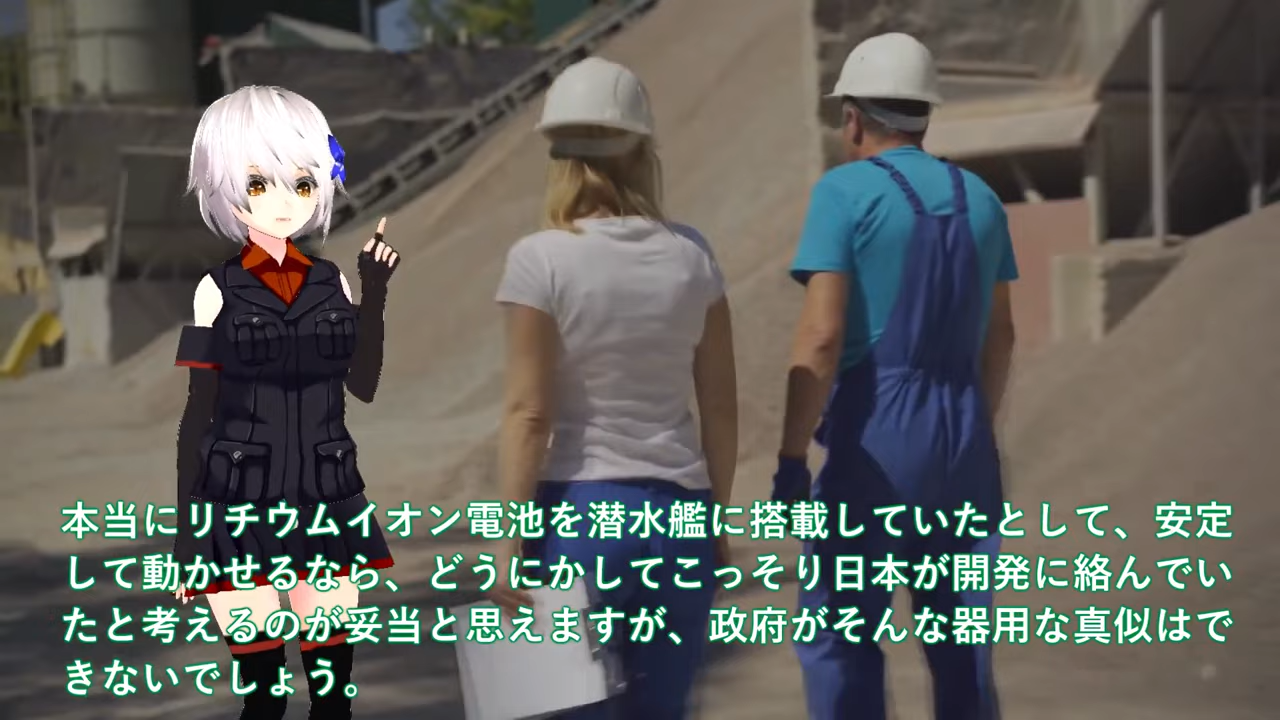 本当にリチウムイオン電池を潜水艦に搭載していたとして、安定
して動かせるなら、どうにかしてこっそり日本が開発に絡んでい
たと考えるのが妥当と思えますが、政府がそんな器用な真似はで
きないでしょう。